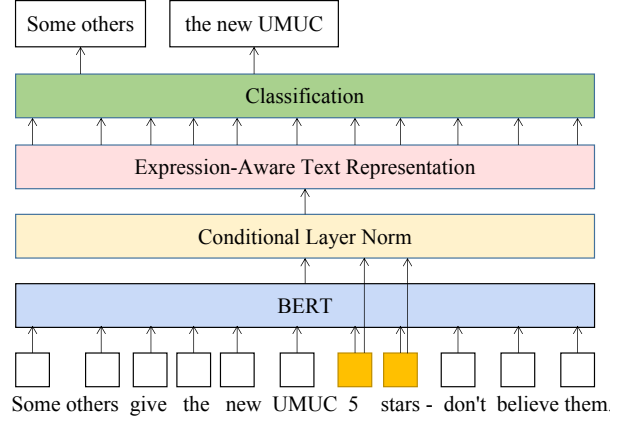 Some others
the new UMUC
Classification
Expression-Aware Text Representation
Conditional Layer Norm
BERT
Some others give the new UMUC 5 stars - don't believe them.